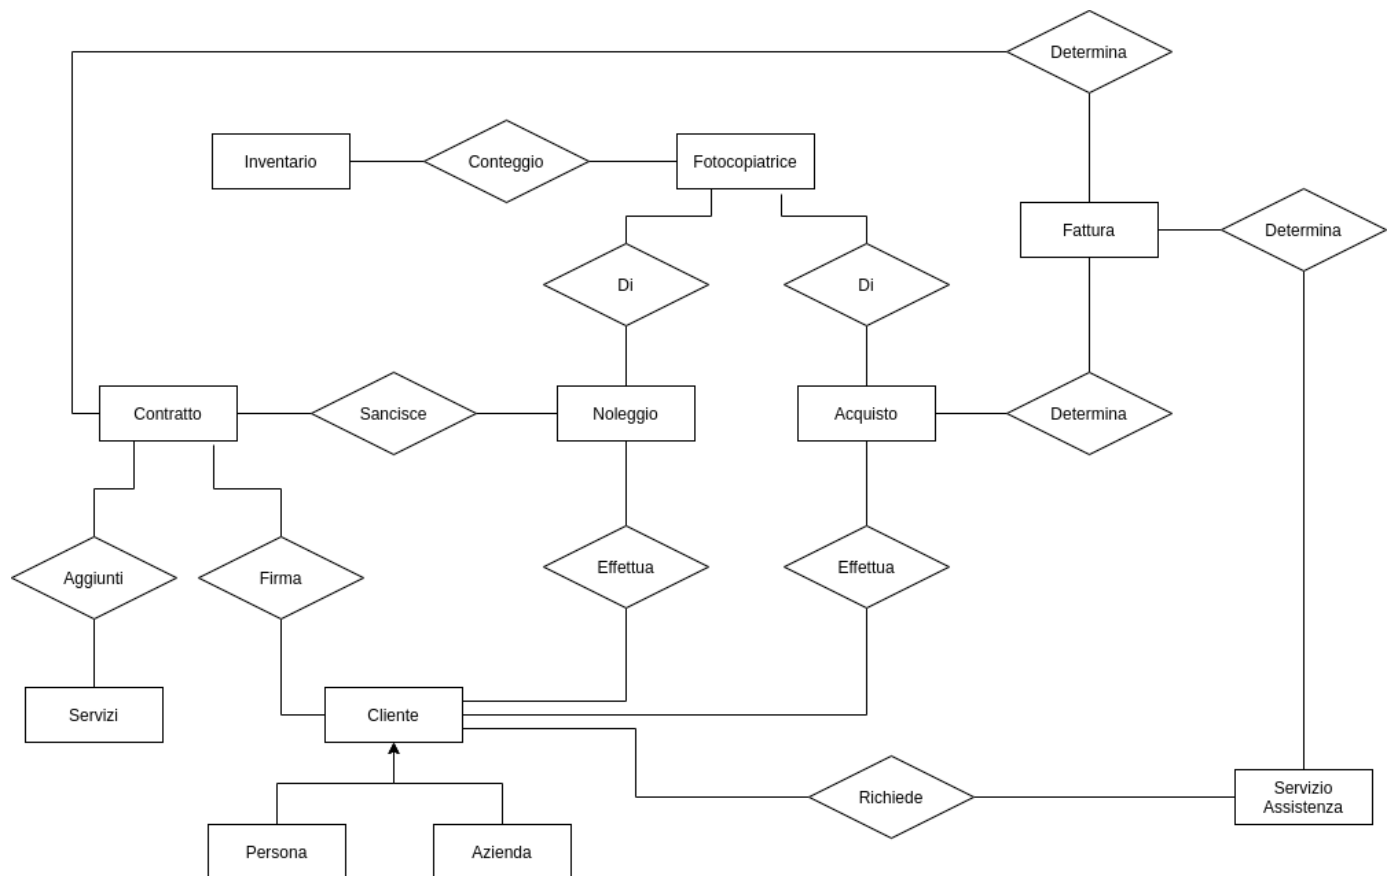 Determina
Inventario
Conteggio
Fotocopiatrice
Fattura
Determina
Di
Di
Contratto
Sancisce
Noleggio
Acquisto
Determina
Aggiunti
Firma
Effettua
Effettua
Servizi
Cliente
Richiede
Servizio
Assistenza
Persona
Azienda